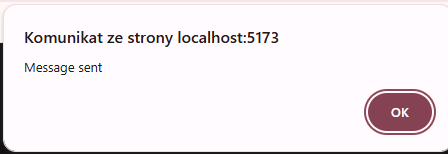 Komunikat ze strony localhost:5173
Message sent
OK